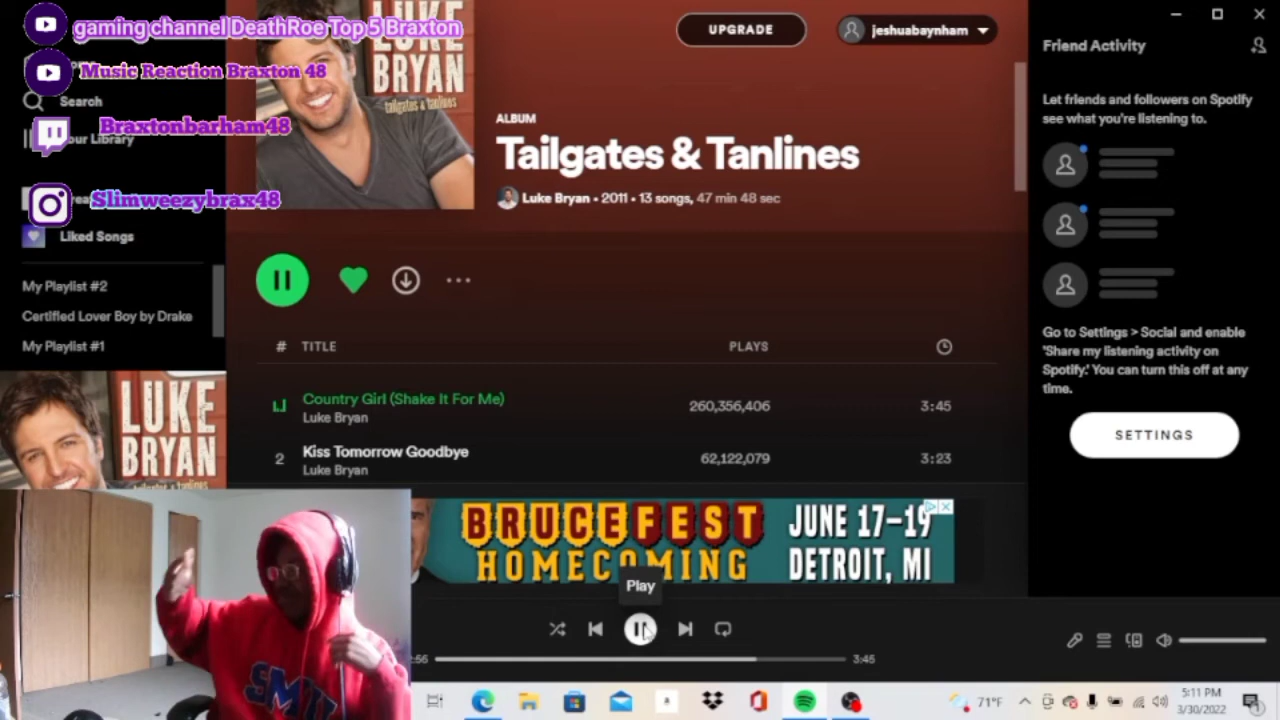 gaming channel DeathRoe Top 5 Braxton
Music Reaction Braxton 48
Search
Braxtonbarham48
our Library
Slimweezybrax48
Liked Songs
My Playlist #2
Certified Lover Boy by Drake
My Playlist #1
LUKE
BRYAN
LUKE
BRYAN
tailgates & tanlines
UPGRADE
jeshuabaynham
ALBUM
Tailgates & Tanlines
Luke Bryan • 2011 • 13 songs, 47 min 48 sec
# TITLE PLAYS
Country Girl (Shake It For Me) 260,356,406 3:45
Luke Bryan
2 Kiss Tomorrow Goodbye 62,122,079 3:23
Luke Bryan
BRUCEFEST
HOMECOMING
JUNE 17-19
DETROIT, MI
Play
:56 3:45
Friend Activity
Let friends and followers on Spotify
see what you're listening to.
Go to Settings > Social and enable
'Share my listening activity on
Spotify.' You can turn this off at any
time.
SETTINGS
SMU
71°F
5:11 PM
3/30/2022